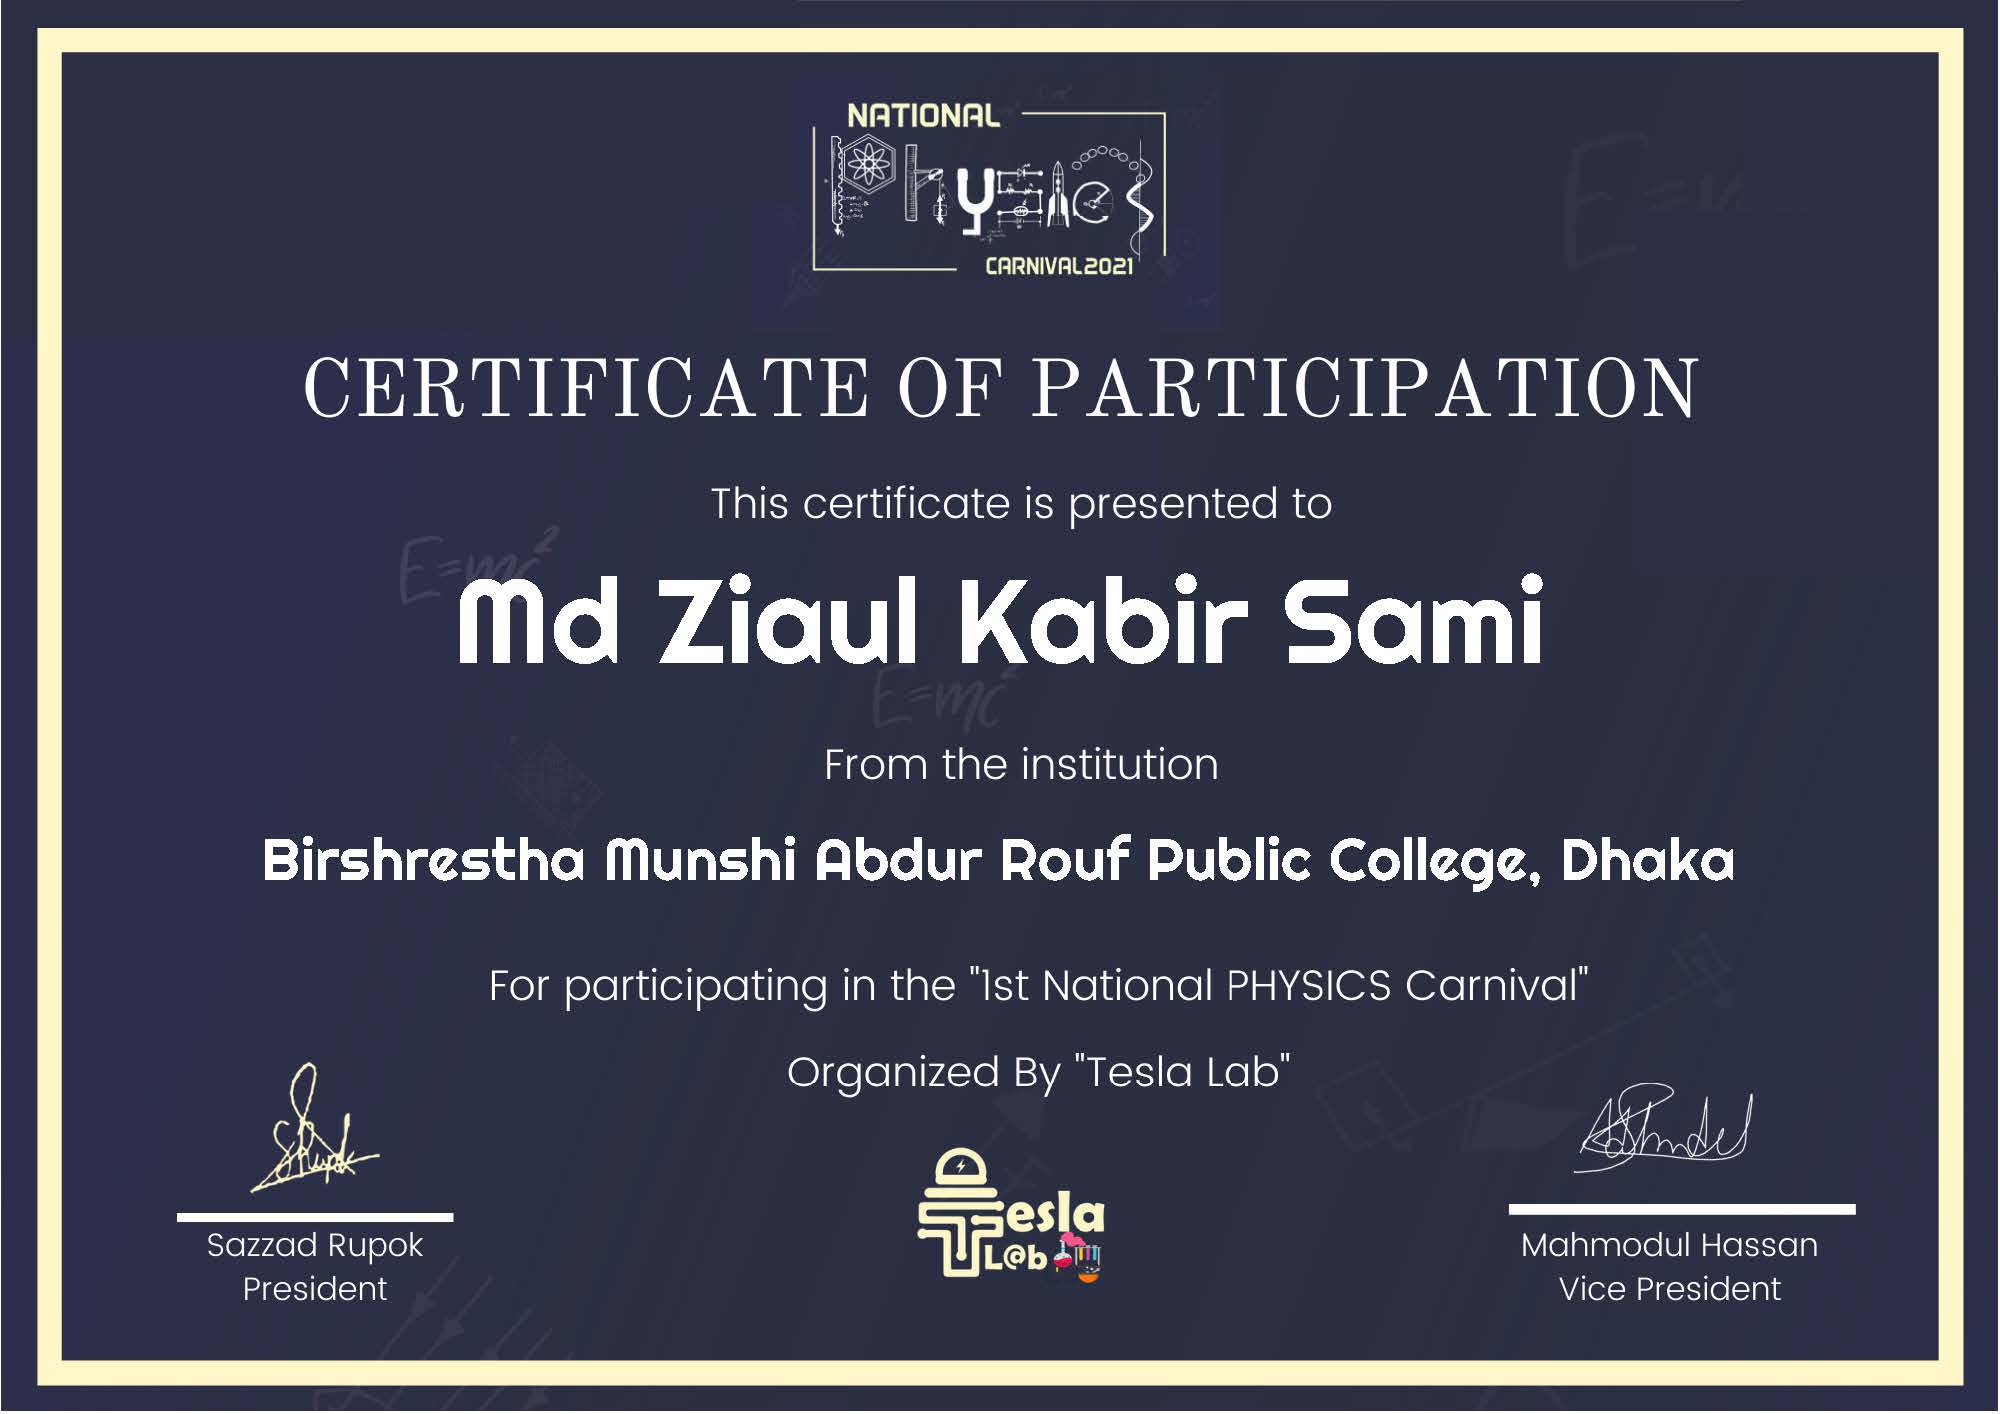 NATIONAL
Physics
CARNIVAL2021
CERTIFICATE OF PARTICIPATION
This certificate is presented to
E=mc²
Md Ziaul Kabir Sami
E=mc²
From the institution
Birshrestha Munshi Abdur Rouf Public College, Dhaka
For participating in the "1st National PHYSICS Carnival"
Organized By "Tesla Lab"
Tesla
L@b
Sazzad Rupok
President
Mahmodul Hassan
Vice President